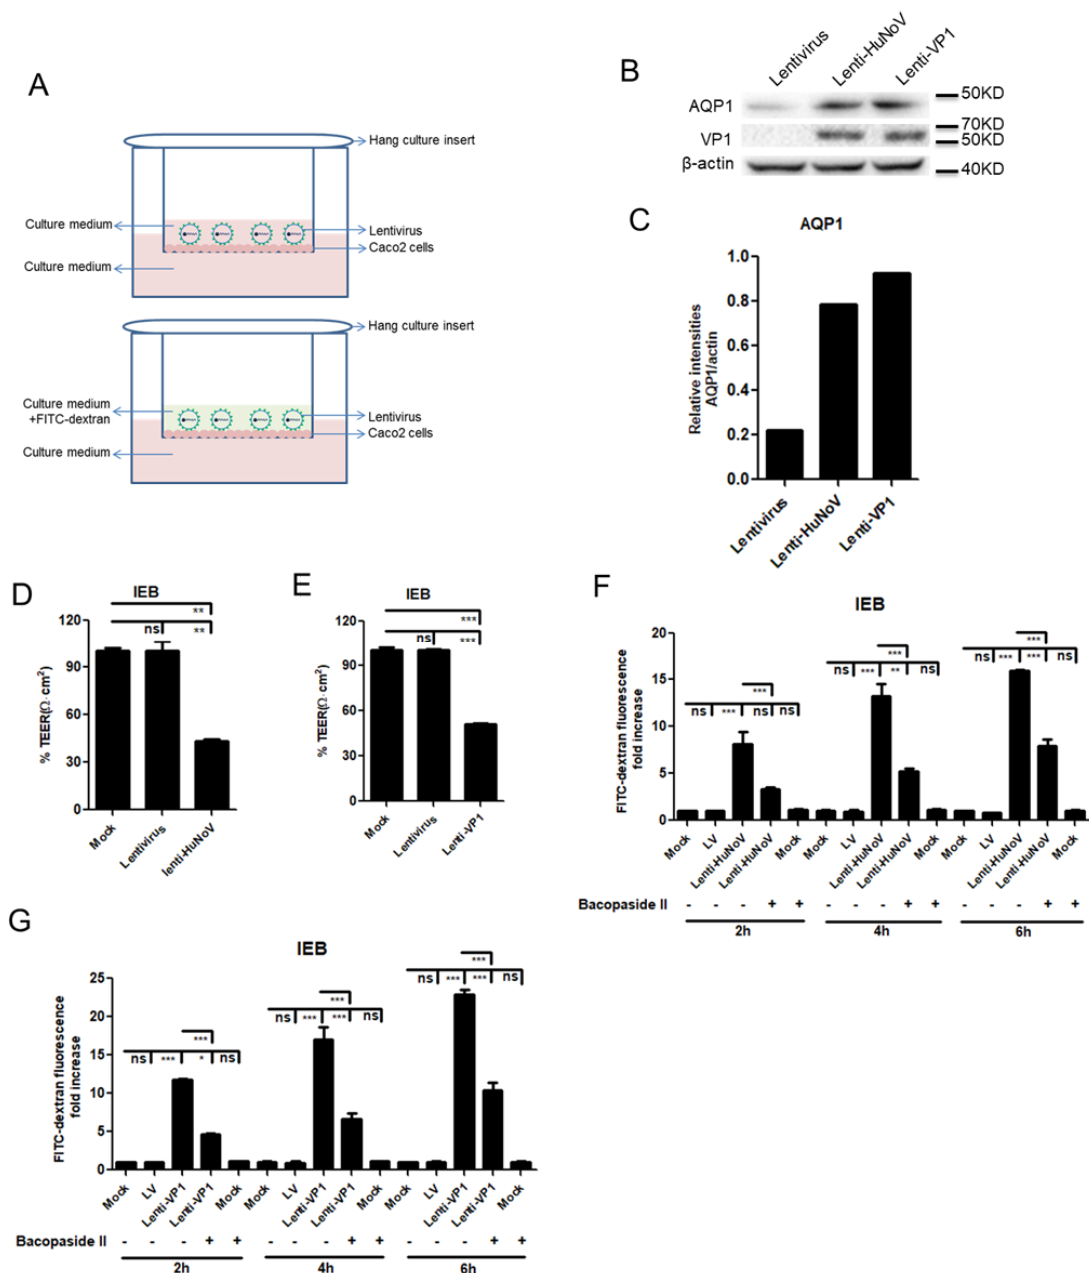 A
Hang culture insert
Culture medium
Lentivirus
Caco2 cells
Culture medium
Hang culture insert
Culture medium
+FITC-dextran
Lentivirus
Caco2 cells
Culture medium
B
Lentivirus
Lenti-HuNoV
Lenti-VP1
AQP1
50KD
70KD
VP1
50KD
β-actin
40KD
C
AQP1
Relative intensities
AQP1/actin
1.0
0.8
0.6
0.4
0.2
0.0
Lentivirus
Lenti-HuNoV
Lenti-VP1
D
IEB
**
ns
**
% TEER(Ω·cm²)
120
90
60
30
0
Mock
Lentivirus
lenti-HuNoV
E
IEB
***
ns
***
% TEER(Ω·cm²)
120
90
60
30
0
Mock
Lentivirus
Lenti-VP1
F
IEB
FITC-dextran fluorescence
fold increase
20
15
10
5
0
***
ns *** ns ns
***
ns *** ** ns
***
ns *** *** ns
Mock LV Lenti-HuNoV Lenti-HuNoV Mock Mock LV Lenti-HuNoV Lenti-HuNoV Mock Mock LV Lenti-HuNoV Lenti-HuNoV Mock
Bacopaside II - - - + + - - - + + - - - + +
2h 4h 6h
G
IEB
FITC-dextran fluorescence
fold increase
25
20
15
10
5
0
***
ns *** * ns
***
ns *** *** ns
***
ns *** *** ns
Mock LV Lenti-VP1 Lenti-VP1 Mock Mock LV Lenti-VP1 Lenti-VP1 Mock Mock LV Lenti-VP1 Lenti-VP1 Mock
Bacopaside II - - - + + - - - + + - - - + +
2h 4h 6h